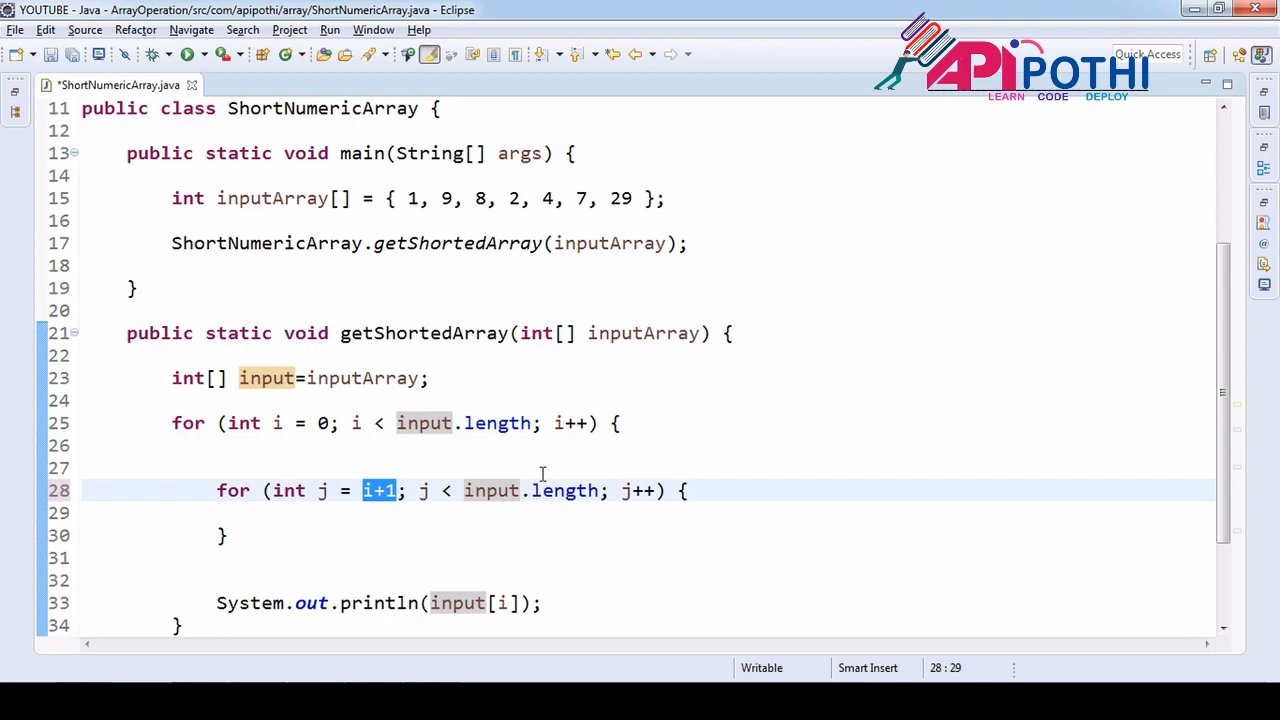 YOUTUBE - Java - ArrayOperation/src/com/apipothi/array/ShortNumericArray.java - Eclipse
File Edit Source Refactor Navigate Search Project Run Window Help
Quick Access
APIPOTHI
LEARN CODE DEPLOY
*ShortNumericArray.java
11 public class ShortNumericArray {
12
13 public static void main(String[] args) {
14
15 int inputArray[] = { 1, 9, 8, 2, 4, 7, 29 };
16
17 ShortNumericArray.getShortedArray(inputArray);
18
19 }
20
21 public static void getShortedArray(int[] inputArray) {
22
23 int[] input=inputArray;
24
25 for (int i = 0; i < input.length; i++) {
26
27
28 for (int j = i+1; j < input.length; j++) {
29
30 }
31
32
33 System.out.println(input[i]);
34 }
Writable Smart Insert 28 : 29